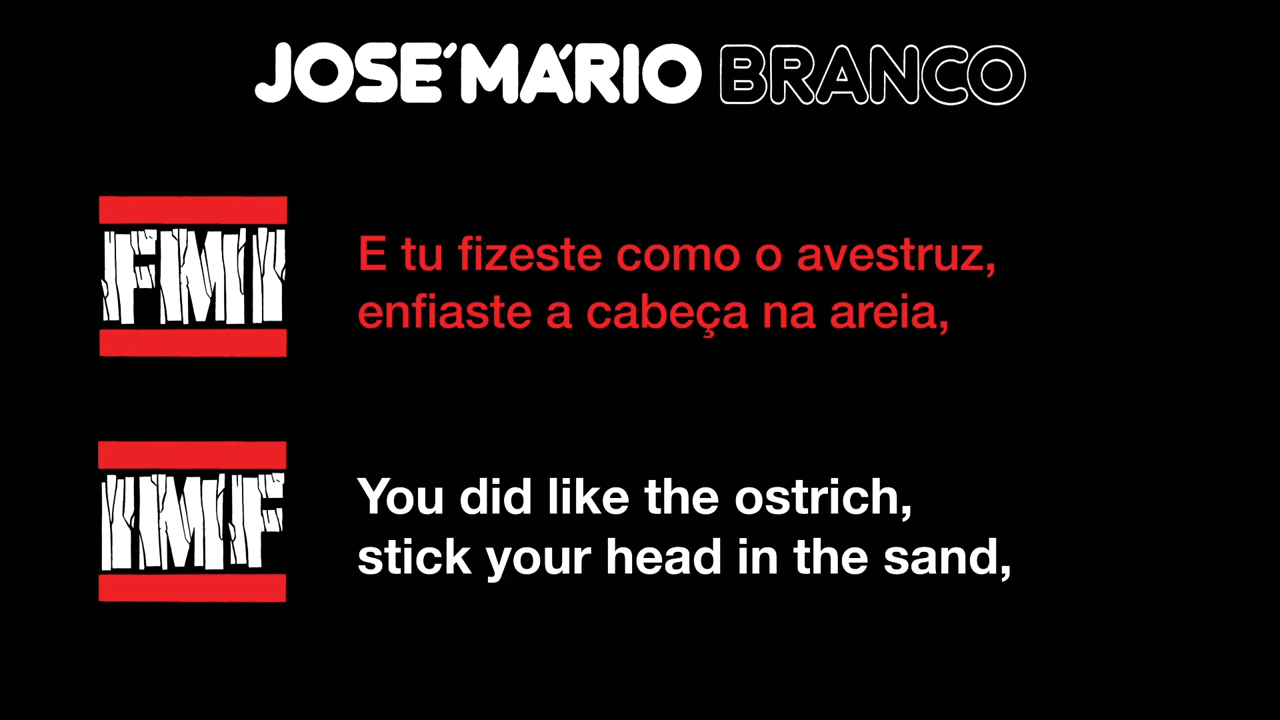 JOSÉ MÁRIO BRANCO
FMI
E tu fizeste como o avestruz,
enfiaste a cabeça na areia,
IMF
You did like the ostrich,
stick your head in the sand,